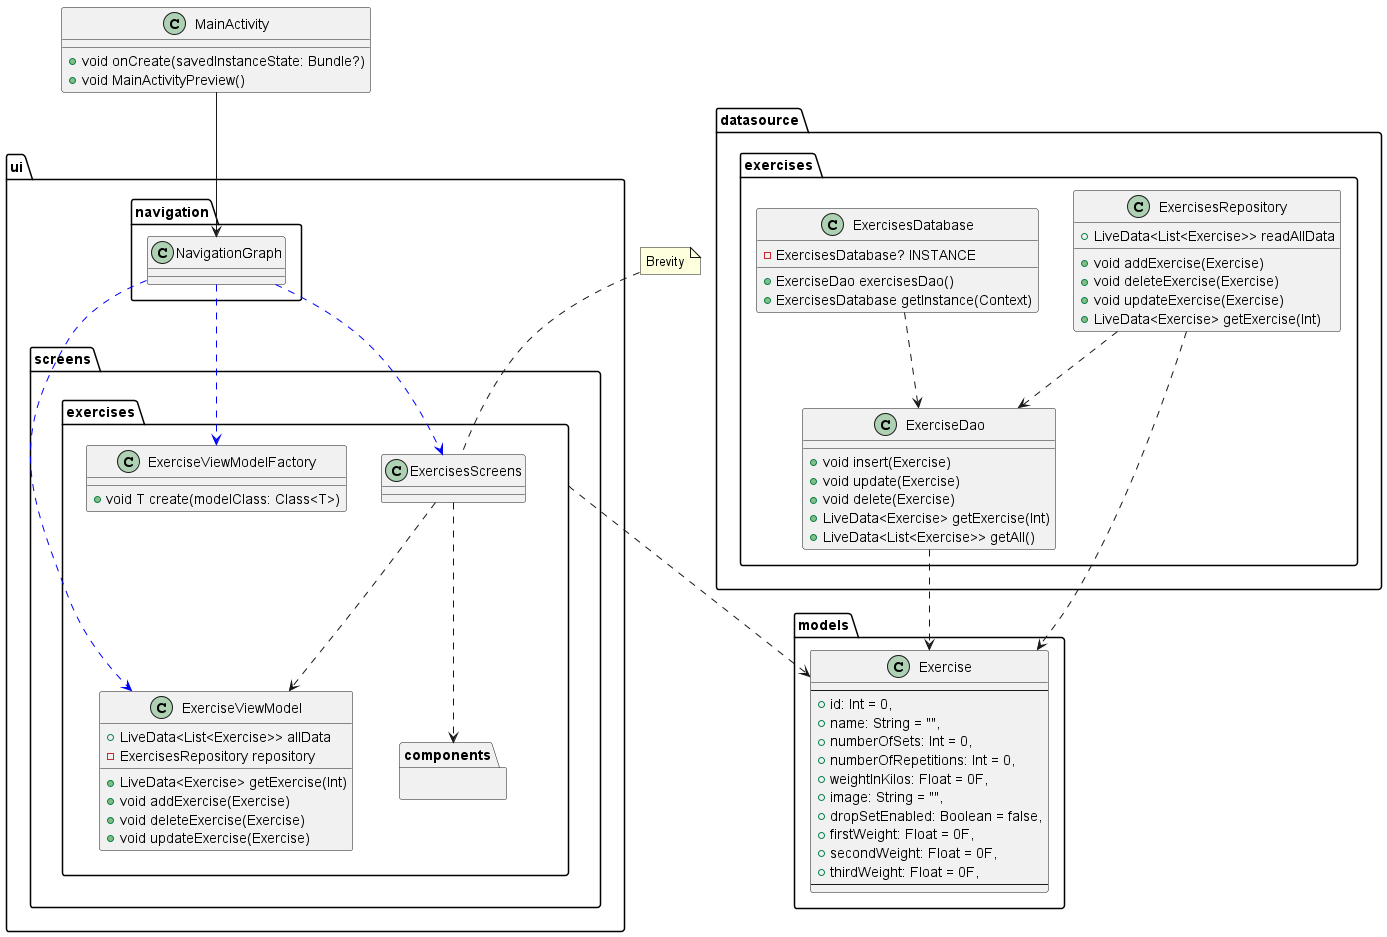 C MainActivity
void onCreate(savedInstanceState: Bundle?)
void MainActivityPreview()
ui
navigation
C NavigationGraph
Brevity
screens
exercises
C ExerciseViewModelFactory
void T create(modelClass: Class<T>)
C ExercisesScreens
C ExerciseViewModel
LiveData<List<Exercise>> allData
ExercisesRepository repository
LiveData<Exercise> getExercise(Int)
void addExercise(Exercise)
void deleteExercise(Exercise)
void updateExercise(Exercise)
components
datasource
exercises
C ExercisesDatabase
ExercisesDatabase? INSTANCE
ExerciseDao exercisesDao()
ExercisesDatabase getInstance(Context)
C ExercisesRepository
LiveData<List<Exercise>> readAllData
void addExercise(Exercise)
void deleteExercise(Exercise)
void updateExercise(Exercise)
LiveData<Exercise> getExercise(Int)
C ExerciseDao
void insert(Exercise)
void update(Exercise)
void delete(Exercise)
LiveData<Exercise> getExercise(Int)
LiveData<List<Exercise>> getAll()
models
C Exercise
id: Int = 0,
name: String = "",
numberOfSets: Int = 0,
numberOfRepetitions: Int = 0,
weightInKilos: Float = 0F,
image: String = "",
dropSetEnabled: Boolean = false,
firstWeight: Float = 0F,
secondWeight: Float = 0F,
thirdWeight: Float = 0F,